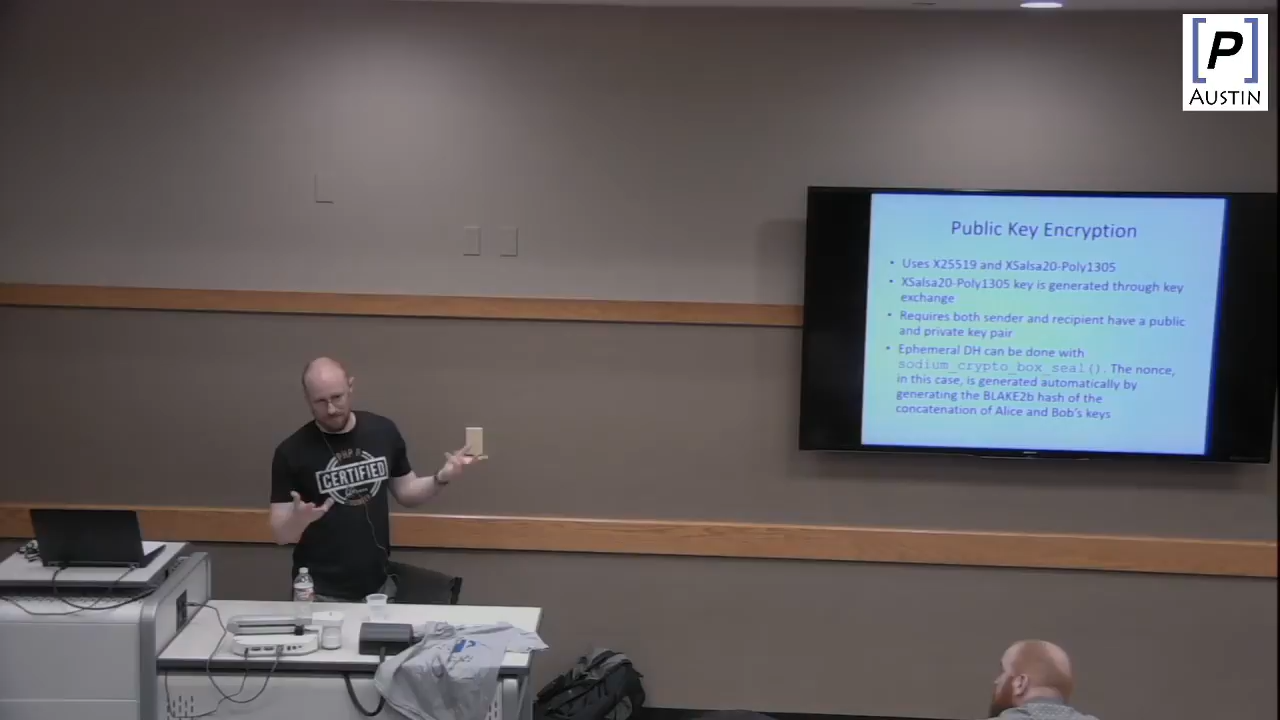 [P]
AUSTIN
Public Key Encryption
• Uses X25519 and XSalsa20-Poly1305
• XSalsa20-Poly1305 key is generated through key
exchange
• Requires both sender and recipient have a public
and private key pair
• Ephemeral DH can be done with
sodium_crypto_box_seal(). The nonce,
in this case, is generated automatically by
generating the BLAKE2b hash of the
concatenation of Alice and Bob's keys
CERTIFIED